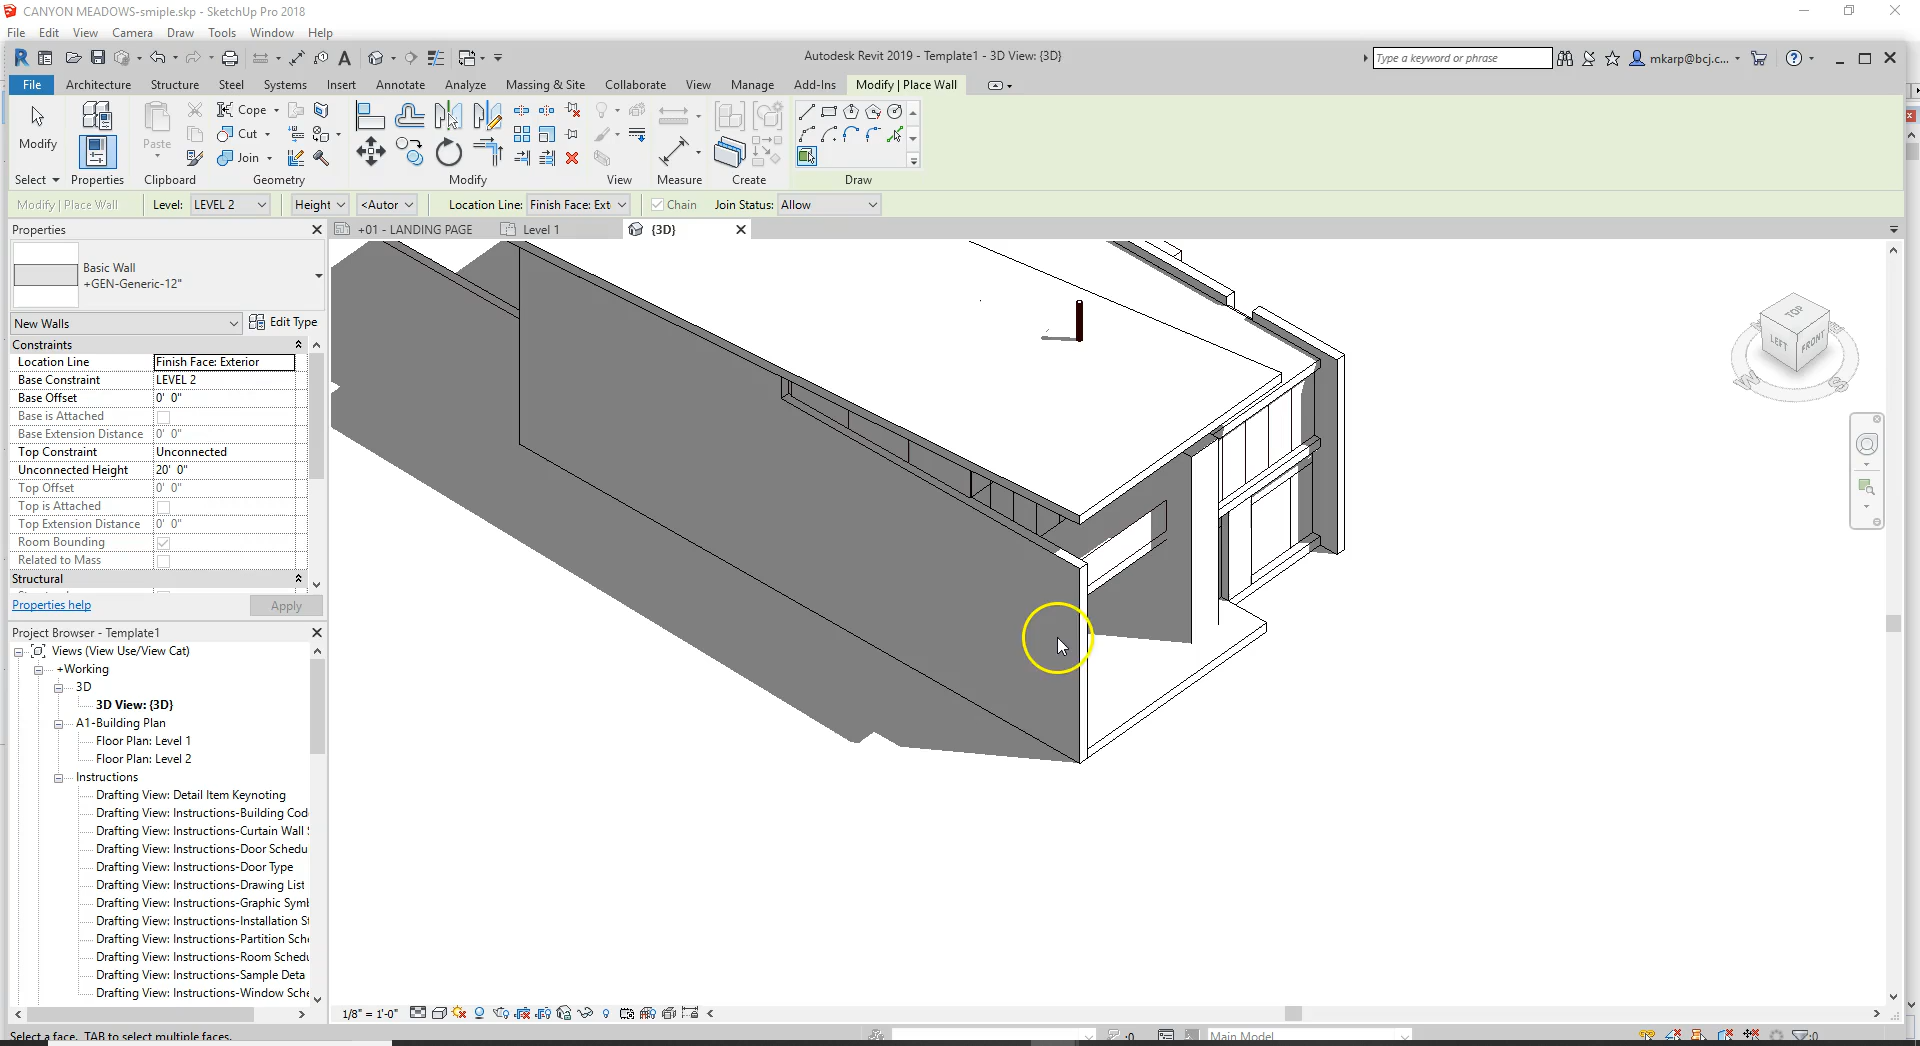 CANYON MEADOWS-smiple.skp - SketchUp Pro 2018
File Edit View Camera Draw Tools Window Help
Autodesk Revit 2019 - Template1 - 3D View: {3D}
Type a keyword or phrase
mkarp@bcj.c...
File Architecture Structure Steel Systems Insert Annotate Analyze Massing & Site Collaborate View Manage Add-Ins Modify | Place Wall
Modify Paste Cope
Cut
Join
Select Properties Clipboard Geometry Modify View Measure Create Draw
Modify | Place Wall Level: LEVEL 2 Height <Autor Location Line: Finish Face: Ext Chain Join Status: Allow
Properties
+01 - LANDING PAGE Level 1 {3D}
Basic Wall
+GEN-Generic-12"
New Walls Edit Type
Constraints
Location Line Finish Face: Exterior
Base Constraint LEVEL 2
Base Offset 0' 0"
Base is Attached
Base Extension Distance 0' 0"
Top Constraint Unconnected
Unconnected Height 20' 0"
Top Offset 0' 0"
Top is Attached
Top Extension Distance 0' 0"
Room Bounding
Related to Mass
Structural
Properties help Apply
Project Browser - Template1
Views (View Use/View Cat)
+Working
3D
3D View: {3D}
A1-Building Plan
Floor Plan: Level 1
Floor Plan: Level 2
Instructions
Drafting View: Detail Item Keynoting
Drafting View: Instructions-Building Cod
Drafting View: Instructions-Curtain Wall
Drafting View: Instructions-Door Schedu
Drafting View: Instructions-Door Type
Drafting View: Instructions-Drawing List
Drafting View: Instructions-Graphic Syml
Drafting View: Instructions-Installation S
Drafting View: Instructions-Partition Sche
Drafting View: Instructions-Room Schedu
Drafting View: Instructions-Sample Deta
Drafting View: Instructions-Window Sche
TOP
LEFT FRONT
W
1/8" = 1'-0"
Select a face. TAB to select multiple faces.
:0 Main Model :0